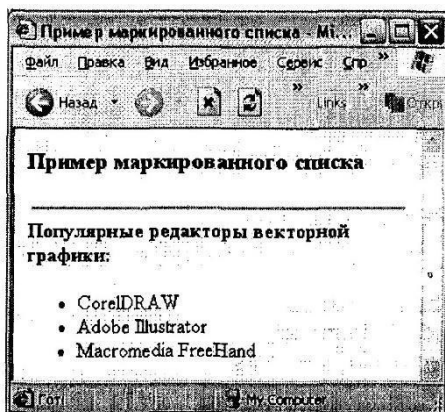 Пример маркированного списка - Mi...
Файл Правка Вид Избранное Сервис Спр »
Назад » Links »
Пример маркированного списка
Популярные редакторы векторной
графики:
• CorelDRAW
• Adobe Illustrator
• Macromedia FreeHand
My Computer